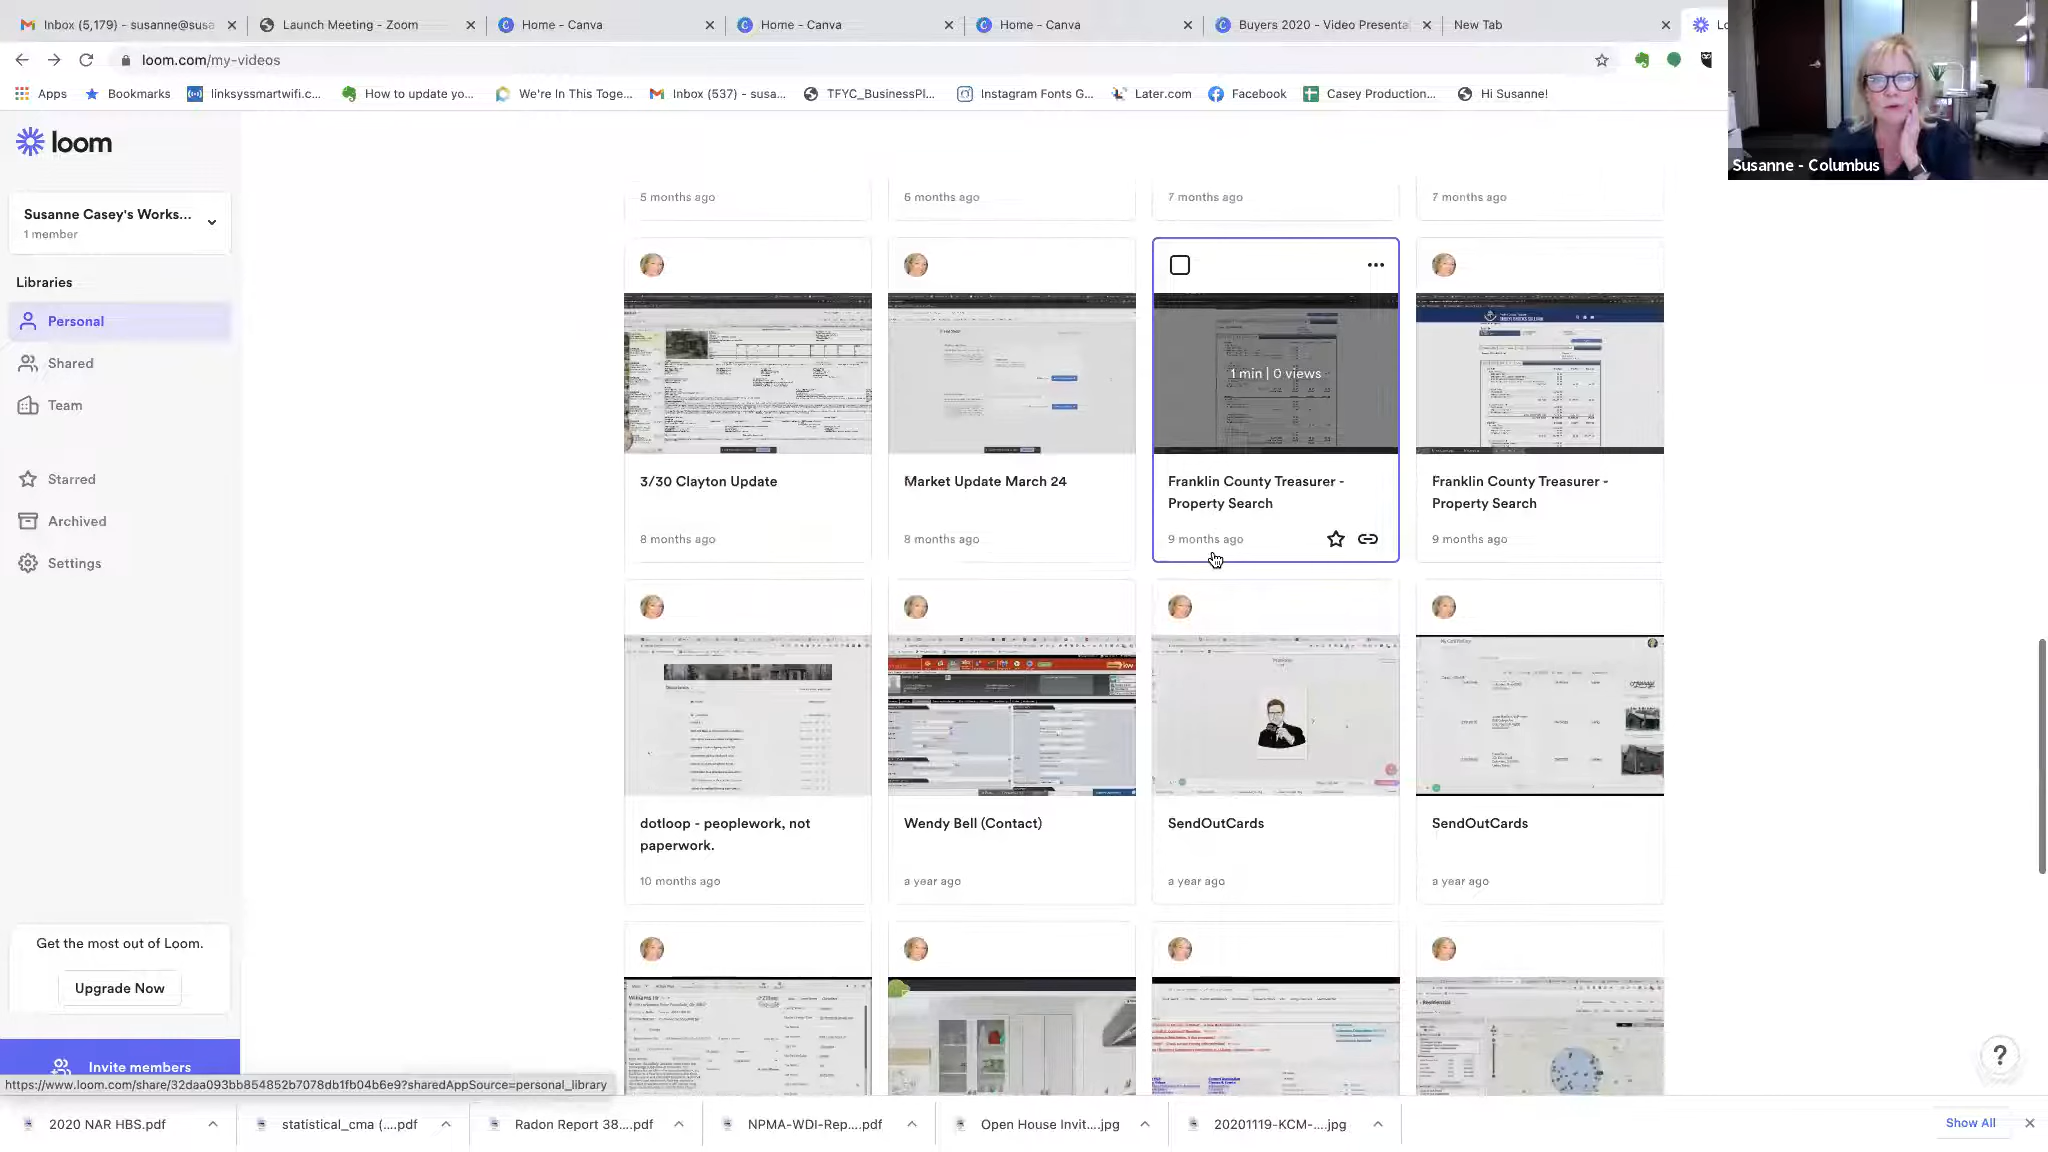 Inbox (5,179) - susanne@susa
Launch Meeting - Zoom
Home - Canva
Home - Canva
Home - Canva
Buyers 2020 - Video Presenta
New Tab
Lo
loom.com/my-videos
Apps
Bookmarks
linksyssmartwifi.c...
How to update yo...
We're In This Toge...
Inbox (537) - susa...
TFYC_BusinessPl...
Instagram Fonts G...
Later.com
Facebook
Casey Production...
Hi Susanne!
Susanne - Columbus
loom
Susanne Casey's Works...
1 member
Libraries
Personal
Shared
Team
Starred
Archived
Settings
Get the most out of Loom.
Upgrade Now
Invite members
5 months ago
6 months ago
7 months ago
7 months ago
1 min | 0 views
3/30 Clayton Update
8 months ago
Market Update March 24
8 months ago
Franklin County Treasurer -
Property Search
9 months ago
Franklin County Treasurer -
Property Search
9 months ago
dotloop - peoplework, not
paperwork.
10 months ago
Wendy Bell (Contact)
a year ago
SendOutCards
a year ago
SendOutCards
a year ago
?
https://www.loom.com/share/32daa093bb854852b7078db1fb04b6e9?sharedAppSource=personal_library
2020 NAR HBS.pdf
statistical_cma (....pdf
Radon Report 38....pdf
NPMA-WDI-Rep....pdf
Open House Invit....jpg
20201119-KCM-....jpg
Show All